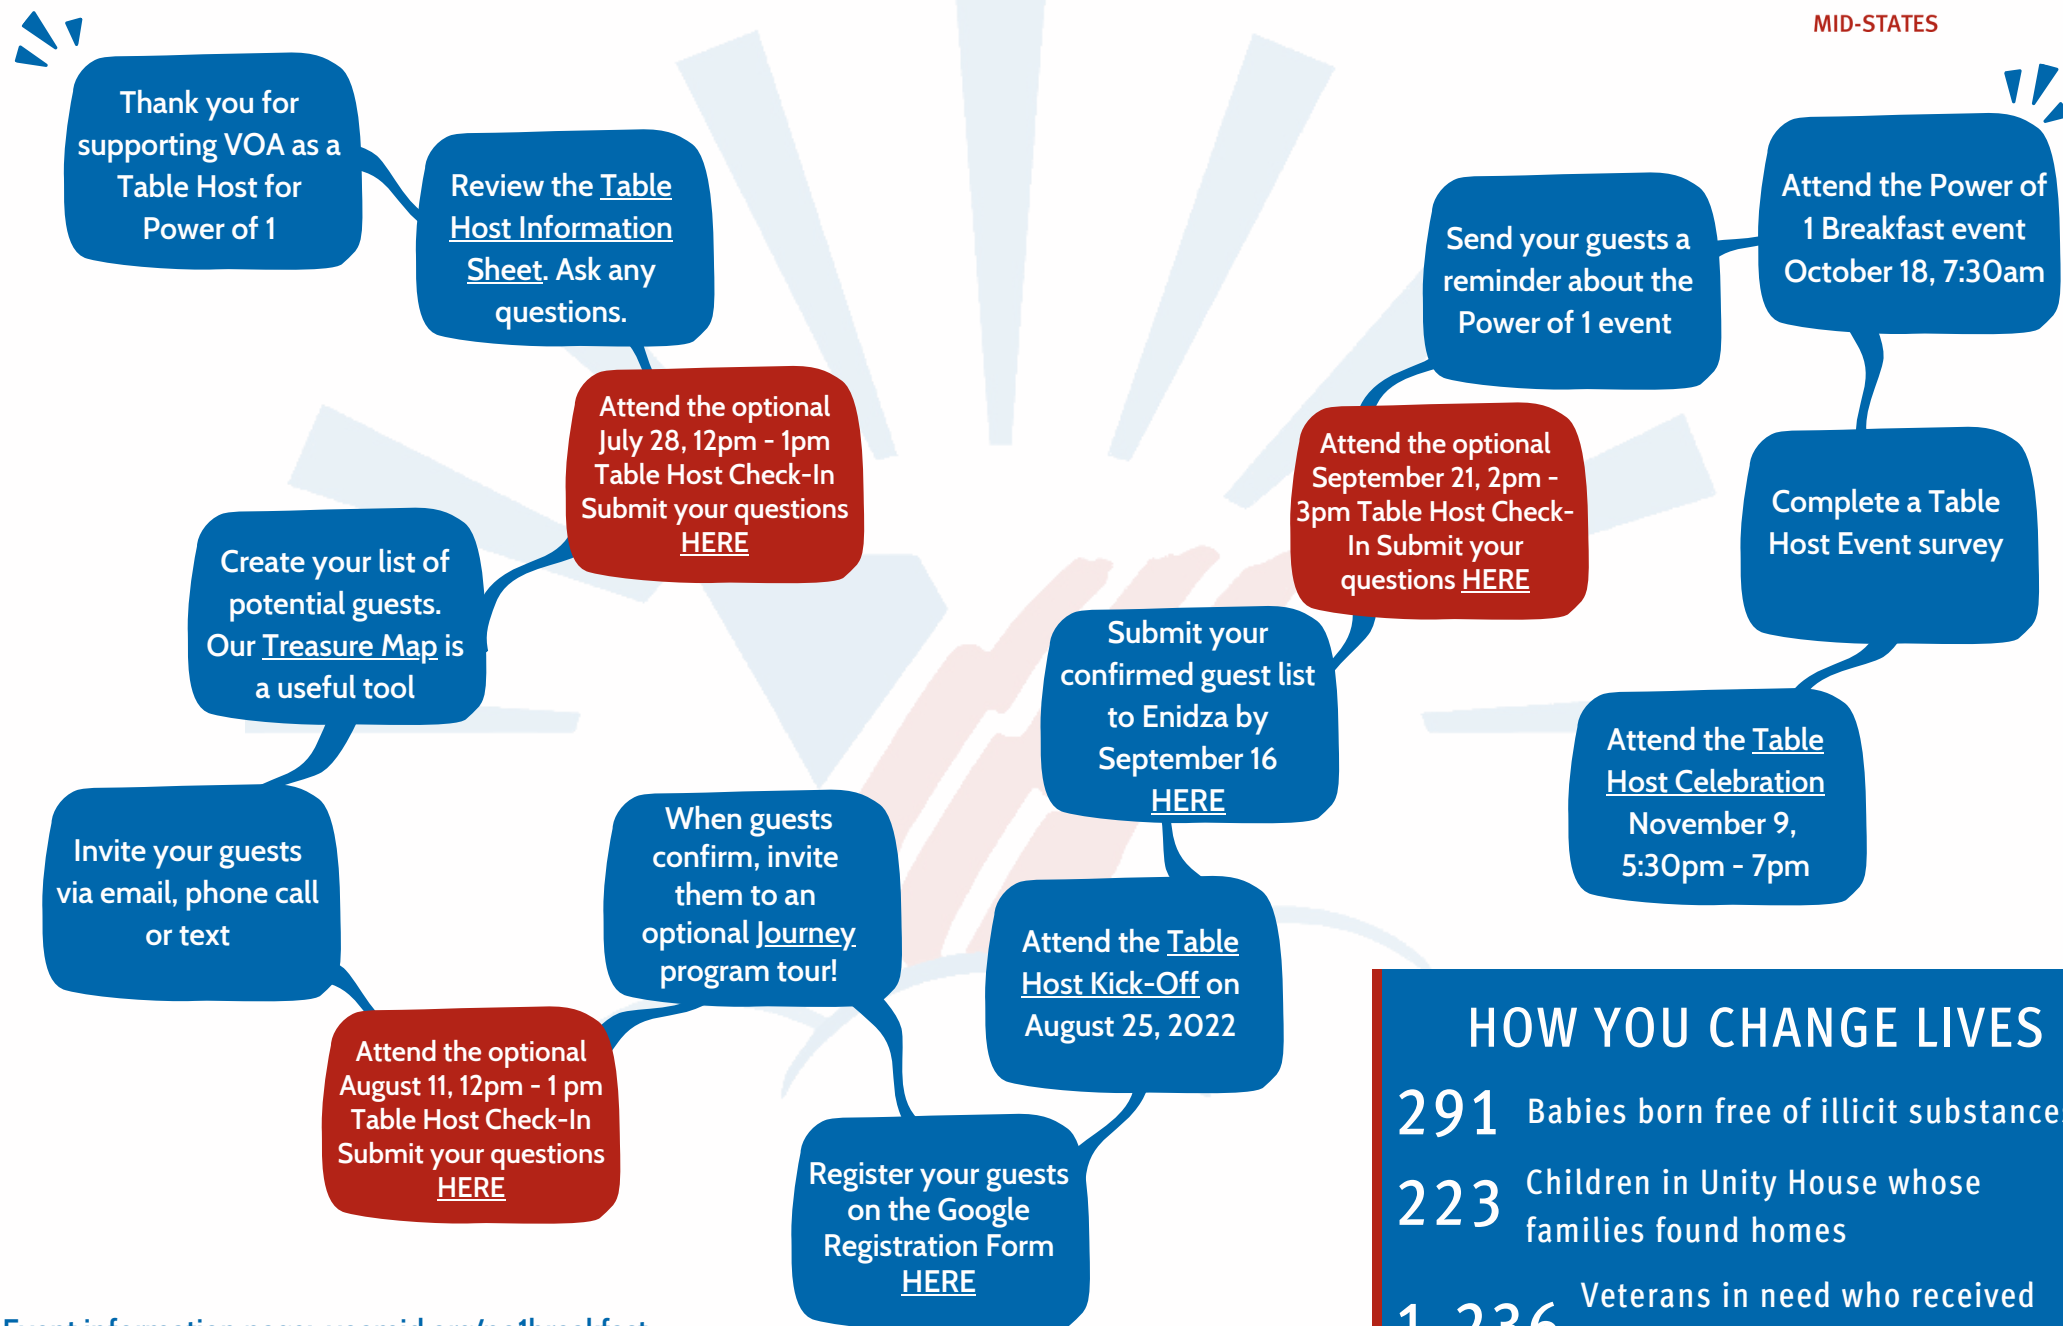 MID-STATES
Thank you for
supporting VOA as a
Table Host for
Power of 1
Review the Table
Host Information
Sheet. Ask any
questions.
Attend the optional
July 28, 12pm - 1pm
Table Host Check-In
Submit your questions
HERE
Create your list of
potential guests.
Our Treasure Map is
a useful tool
Invite your guests
via email, phone call
or text
Attend the optional
August 11, 12pm - 1 pm
Table Host Check-In
Submit your questions
HERE
When guests
confirm, invite
them to an
optional Journey
program tour!
Register your guests
on the Google
Registration Form
HERE
Attend the Table
Host Kick-Off on
August 25, 2022
Submit your
confirmed guest list
to Enidza by
September 16
HERE
Attend the optional
September 21, 2pm -
3pm Table Host Check-
In Submit your
questions HERE
Send your guests a
reminder about the
Power of 1 event
Attend the Power of
1 Breakfast event
October 18, 7:30am
Complete a Table
Host Event survey
Attend the Table
Host Celebration
November 9,
5:30pm - 7pm
HOW YOU CHANGE LIVES
291 Babies born free of illicit substances
223 Children in Unity House whose
families found homes
1,236 Veterans in need who received
Event information page: